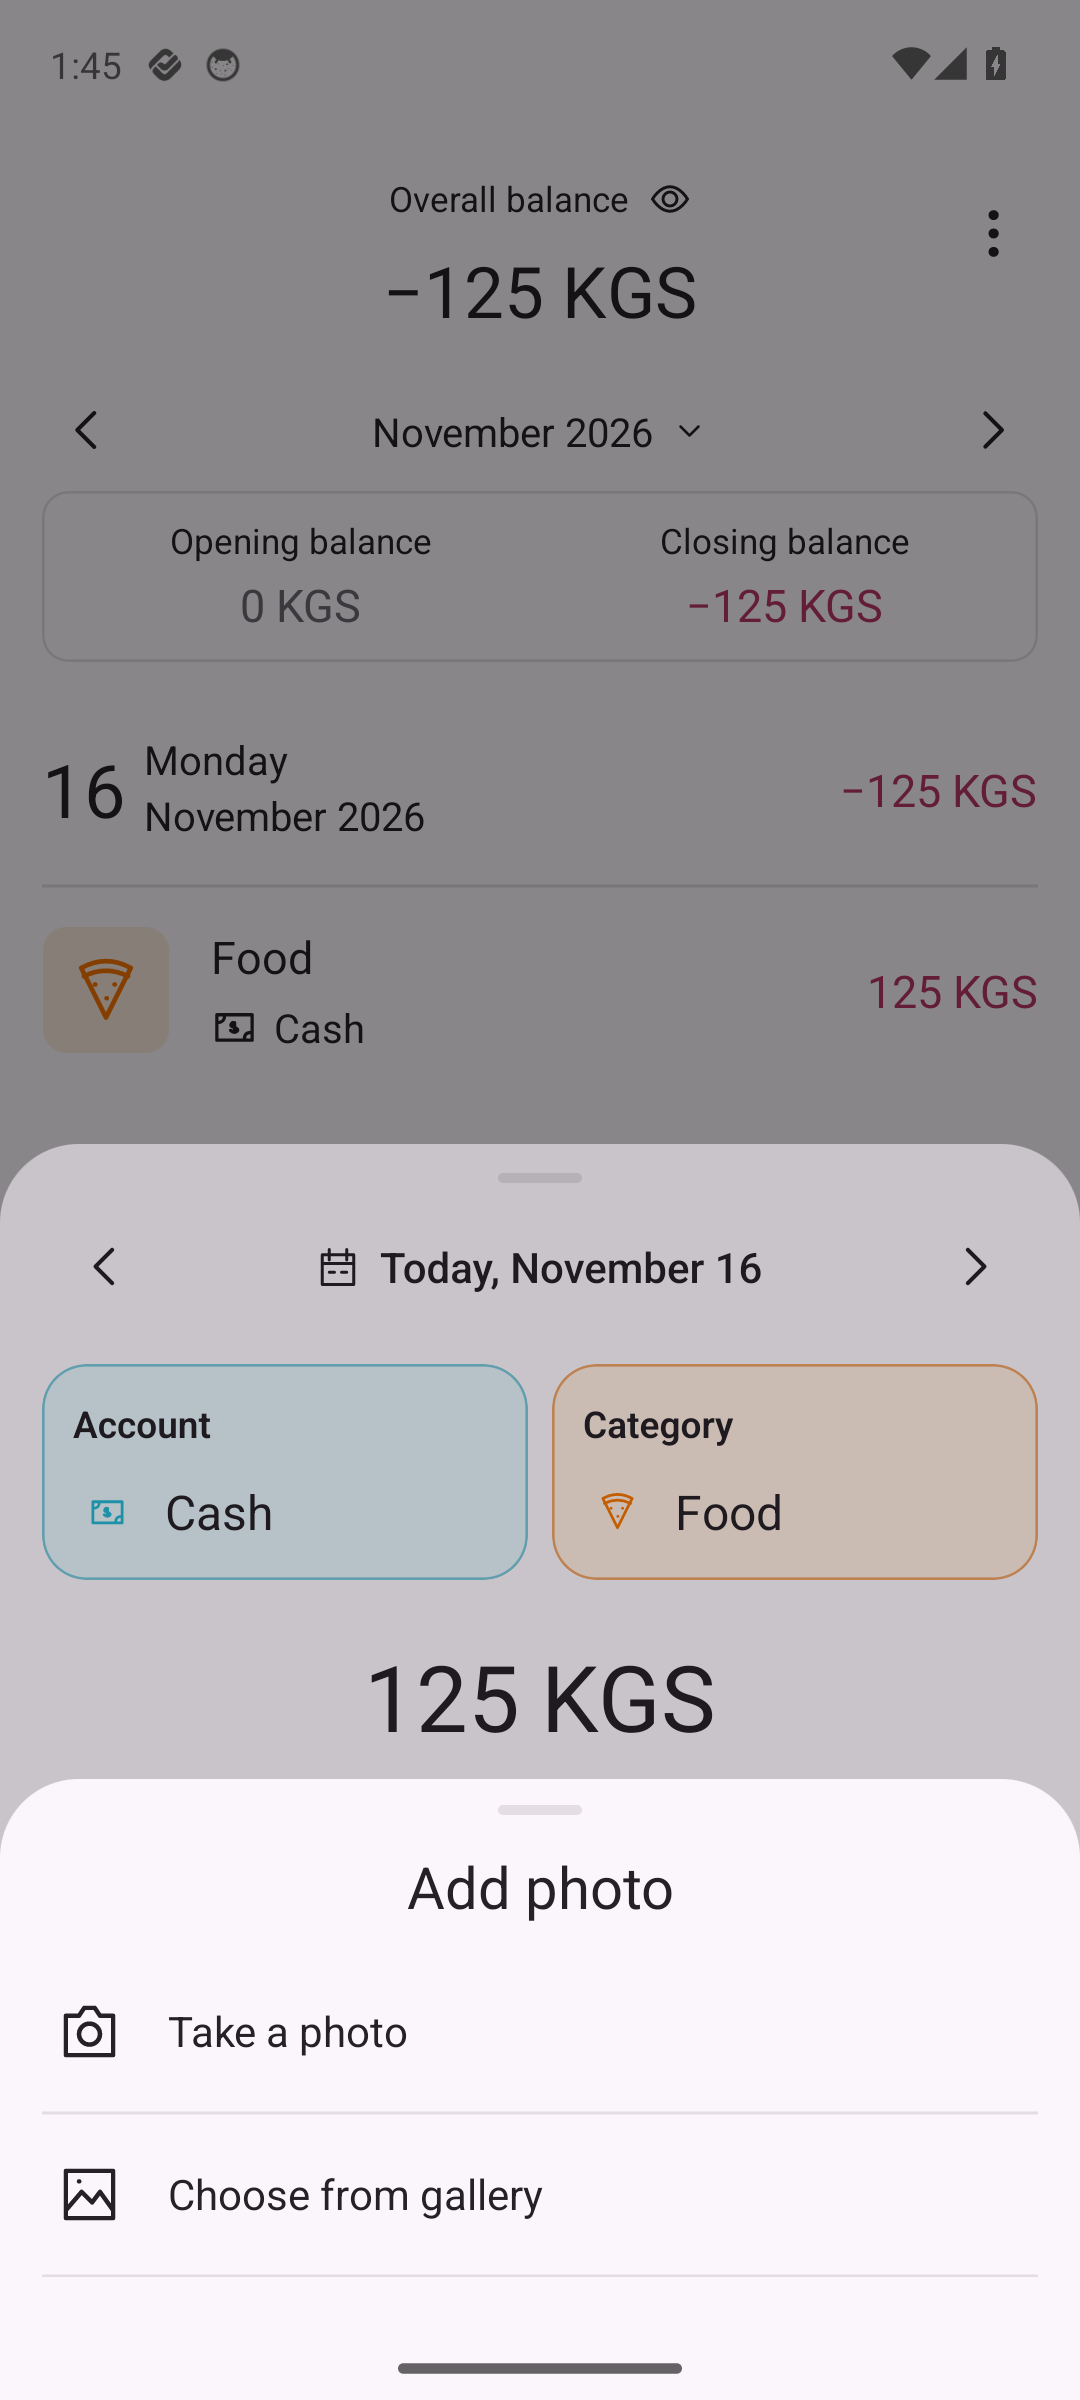 1:45
Overall balance
−125 KGS
November 2026
Opening balance
0 KGS
Closing balance
−125 KGS
16
Monday
November 2026
−125 KGS
Food
Cash
125 KGS
Today, November 16
Account
Cash
Category
Food
125 KGS
Add photo
Take a photo
Choose from gallery